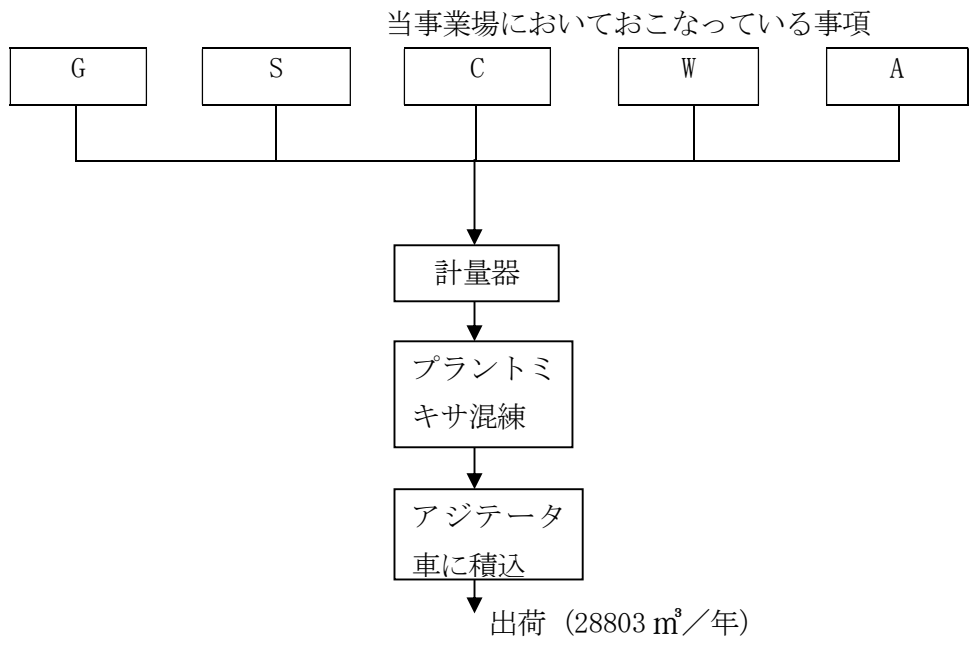 当事業場においておこなっている事項
G S C W A
計量器
プラントミ
キサ混練
アジテータ
車に積込
出荷（28803 ㎥／年）